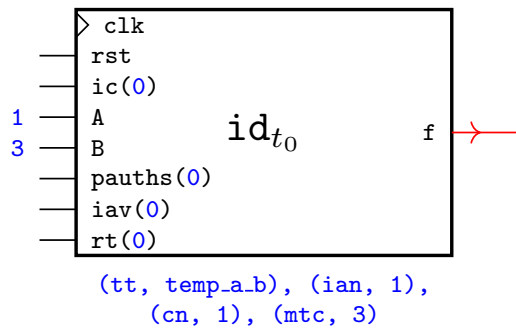 clk
rst
ic(0)
1 A
3 B
pauths(0)
iav(0)
rt(0)
id_{t_0}
f
(tt, temp_a_b), (ian, 1),
(cn, 1), (mtc, 3)